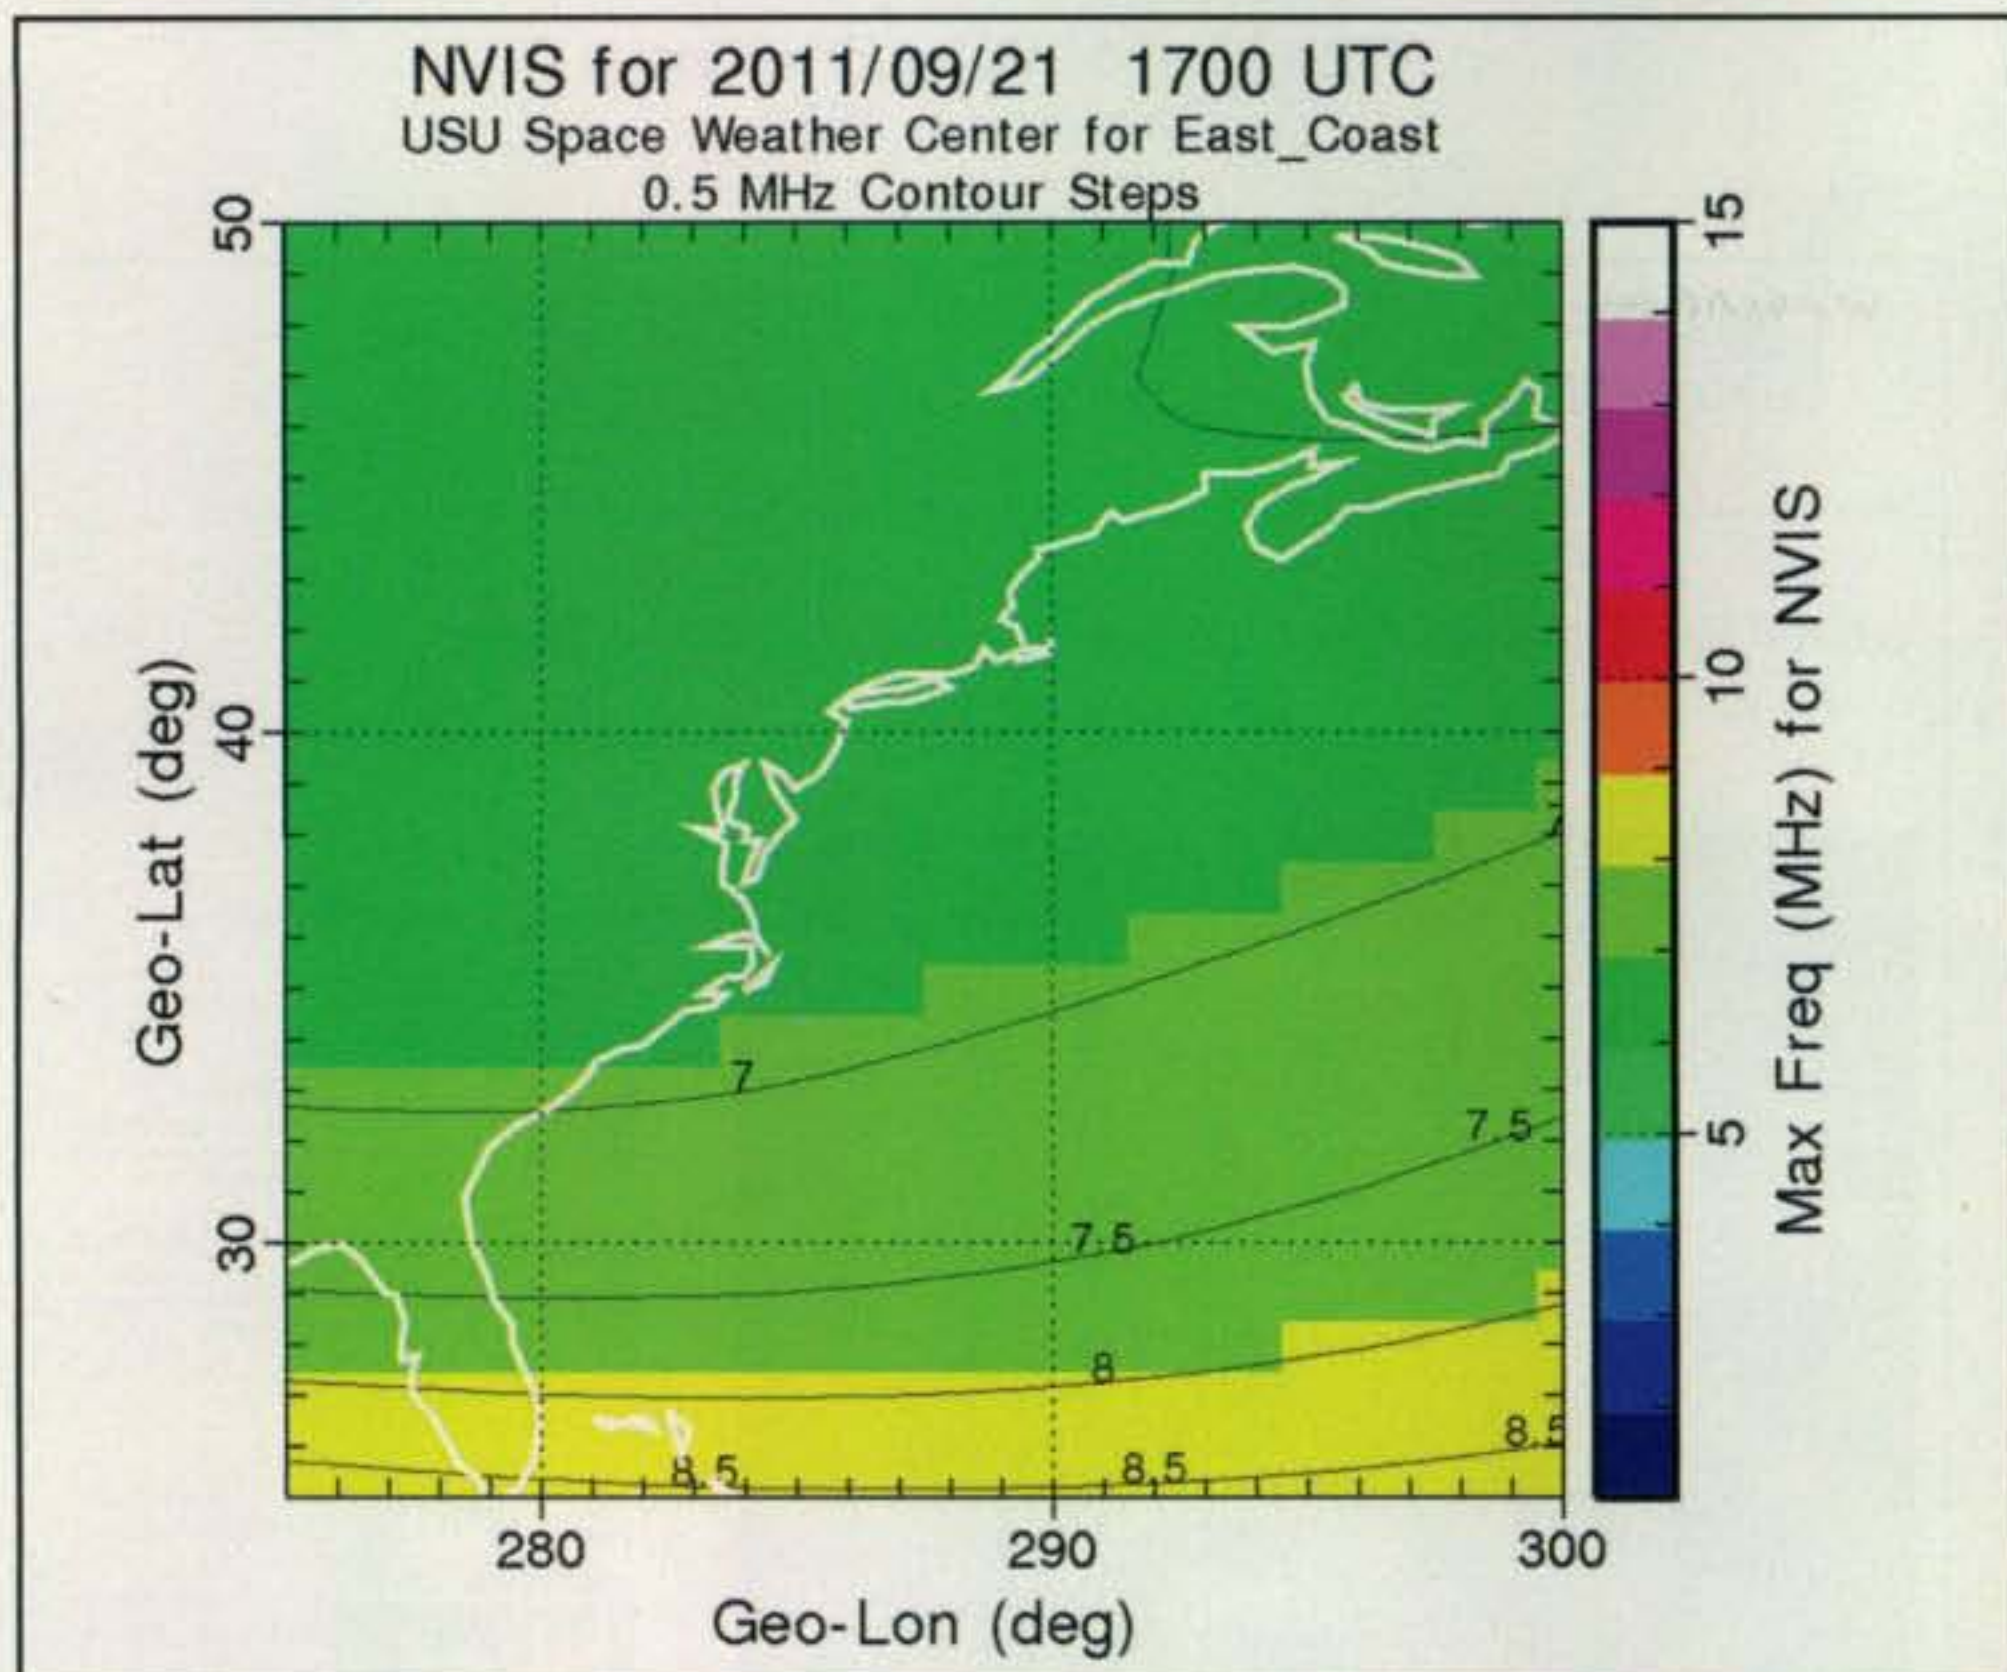 NVIS for 2011/09/21 1700 UTC
USU Space Weather Center for East_Coast
0.5 MHz Contour Steps
50
40
30
Geo-Lat (deg)
280
290
300
Geo-Lon (deg)
7
7.5
7.5
8
8.5
8.5
8.5
15
10
5
Max Freq (MHz) for NVIS